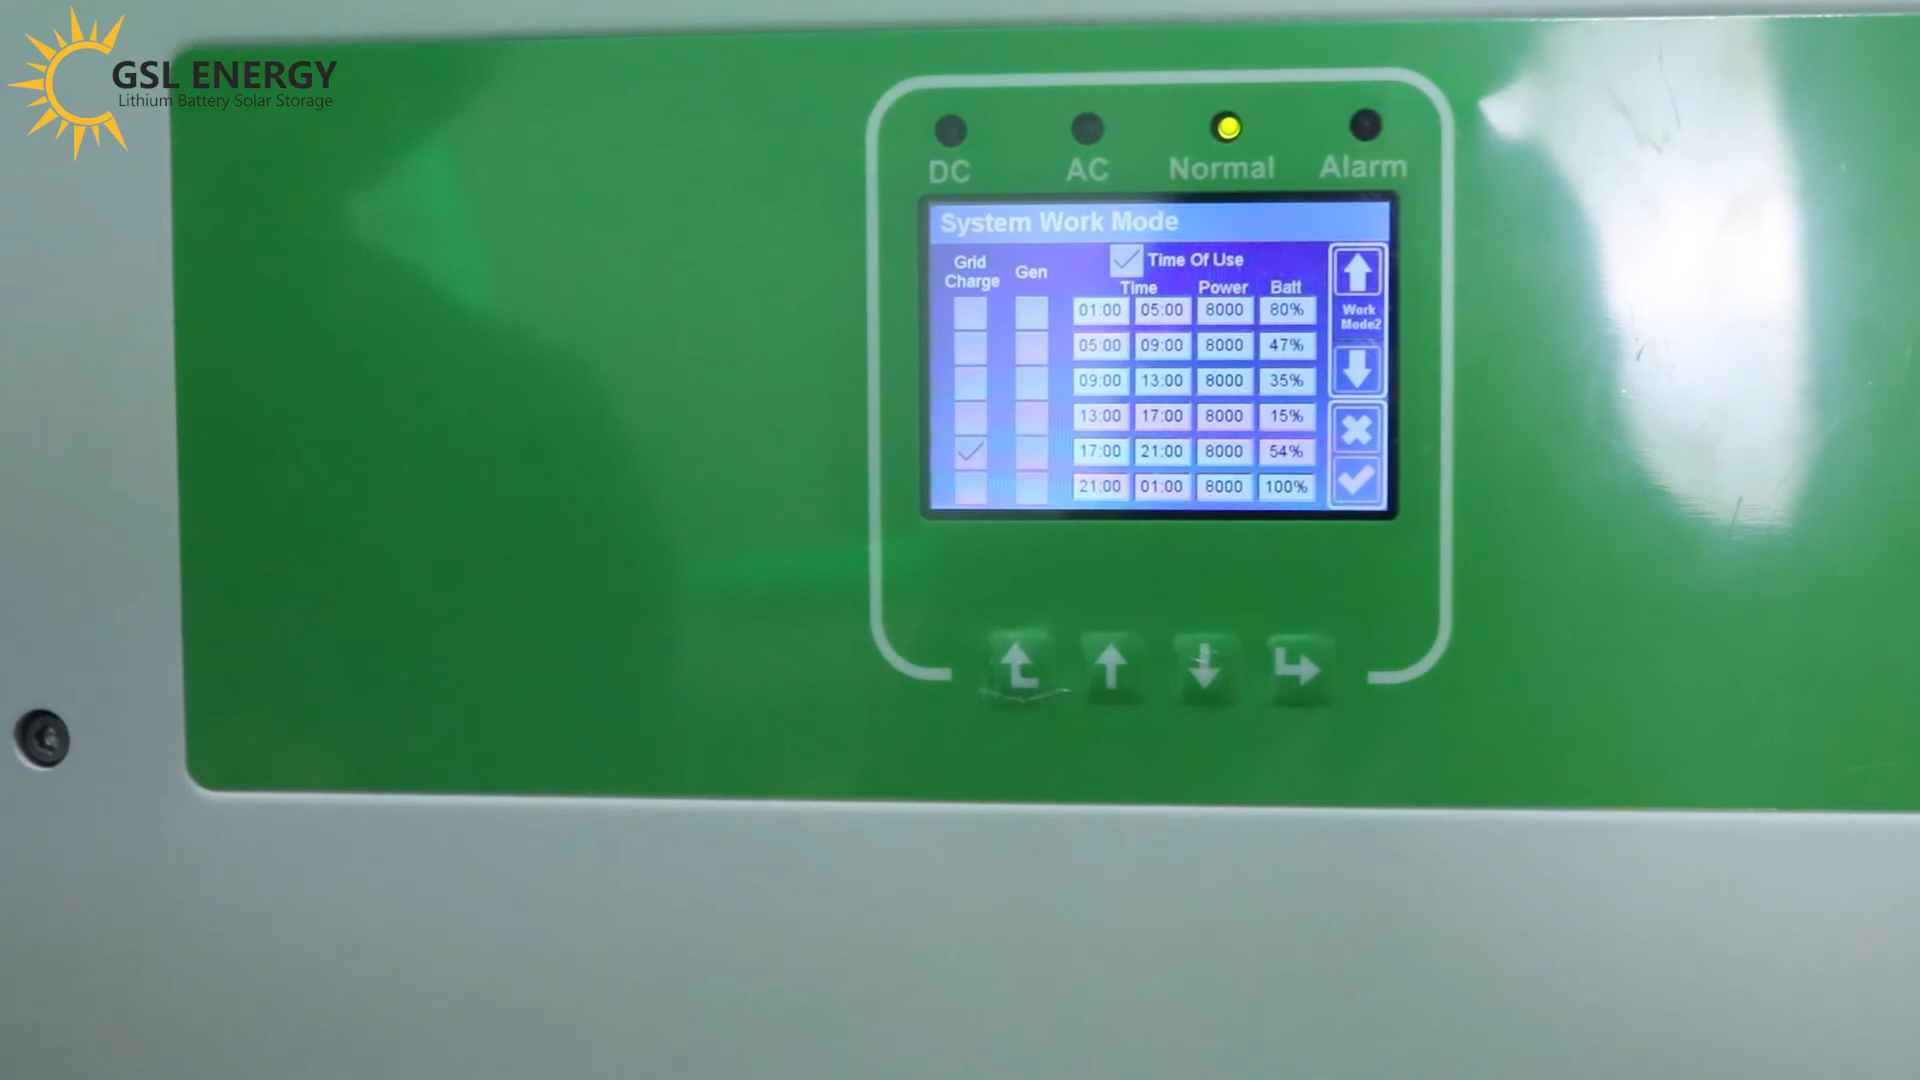 GSL ENERGY
Lithium Battery Solar Storage
DC AC Normal Alarm
System Work Mode
Grid Charge Gen Time Of Use
Time Power Batt
01:00 05:00 8000 80%
05:00 09:00 8000 47%
09:00 13:00 8000 35%
13:00 17:00 8000 15%
17:00 21:00 8000 54%
21:00 01:00 8000 100%
Work
Mode2